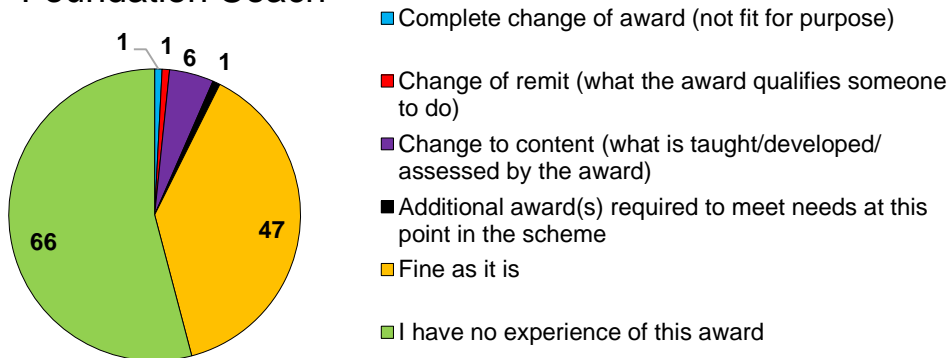 Foundation Coach
1
1
6
1
47
66
Complete change of award (not fit for purpose)
Change of remit (what the award qualifies someone
to do)
Change to content (what is taught/developed/
assessed by the award)
Additional award(s) required to meet needs at this
point in the scheme
Fine as it is
I have no experience of this award